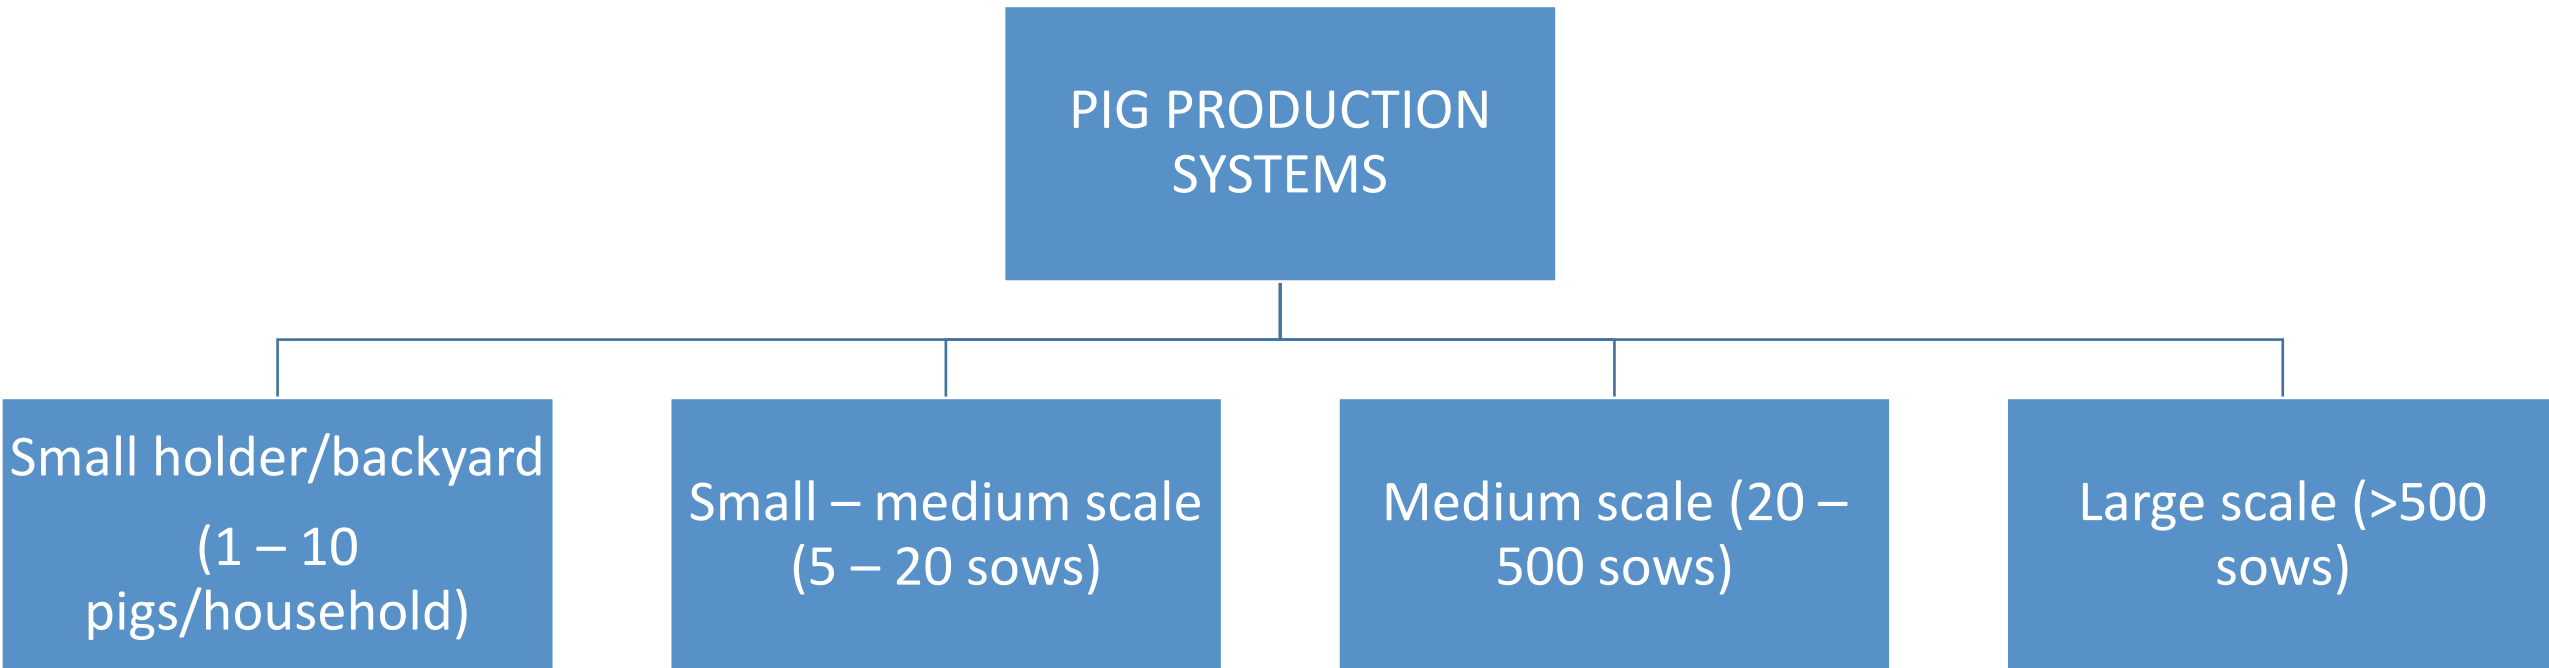 PIG PRODUCTION
SYSTEMS
Small holder/backyard
(1 – 10
pigs/household)
Small – medium scale
(5 – 20 sows)
Medium scale (20 –
500 sows)
Large scale (>500
sows)